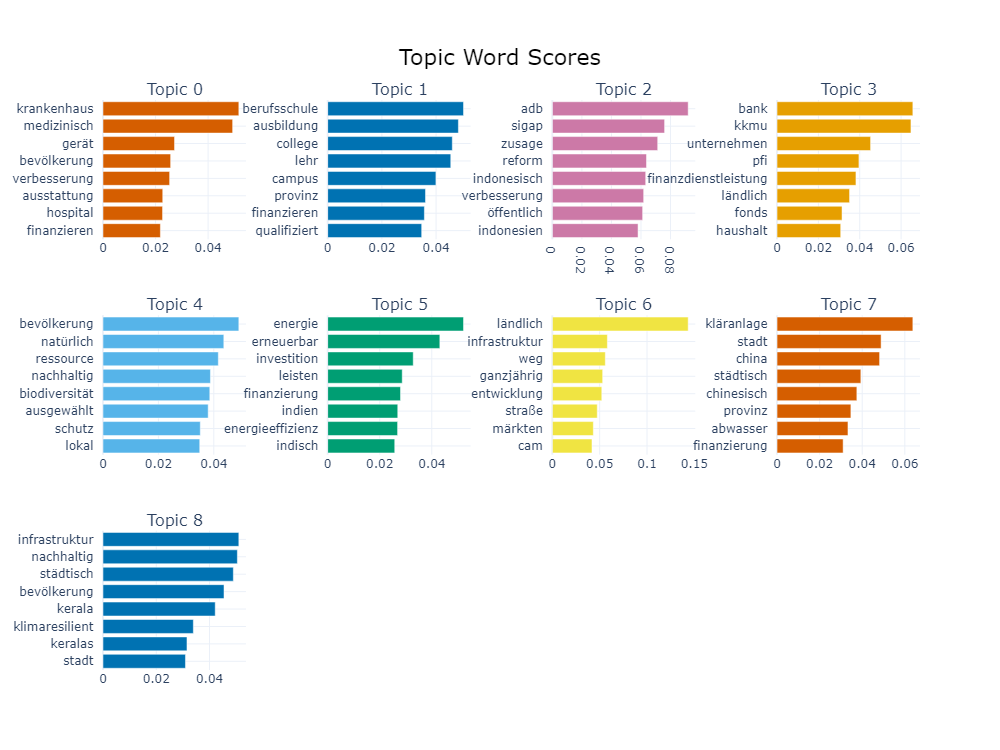 Topic Word Scores
Topic 0
krankenhaus
medizinisch
gerät
bevölkerung
verbesserung
ausstattung
hospital
finanzieren
0 0.02 0.04
Topic 1
berufsschule
ausbildung
college
lehr
campus
provinz
finanzieren
qualifiziert
0 0.02 0.04
Topic 2
adb
sigap
zusage
reform
indonesisch
verbesserung
öffentlich
indonesien
0 0.02 0.04 0.06 0.08
Topic 3
bank
kkmu
unternehmen
pfi
finanzdienstleistung
ländlich
fonds
haushalt
0 0.02 0.04 0.06
Topic 4
bevölkerung
natürlich
ressource
nachhaltig
biodiversität
ausgewählt
schutz
lokal
0 0.02 0.04
Topic 5
energie
erneuerbar
investition
leisten
finanzierung
indien
energieeffizienz
indisch
0 0.02 0.04
Topic 6
ländlich
infrastruktur
weg
ganzjährig
entwicklung
straße
märkten
cam
0 0.05 0.1 0.15
Topic 7
kläranlage
stadt
china
städtisch
chinesisch
provinz
abwasser
finanzierung
0 0.02 0.04 0.06
Topic 8
infrastruktur
nachhaltig
städtisch
bevölkerung
kerala
klimaresilient
keralas
stadt
0 0.02 0.04